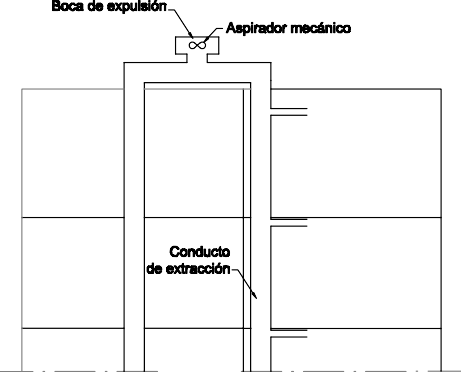 Boca de expulsión
Aspirador mecánico
Conducto
de extracción